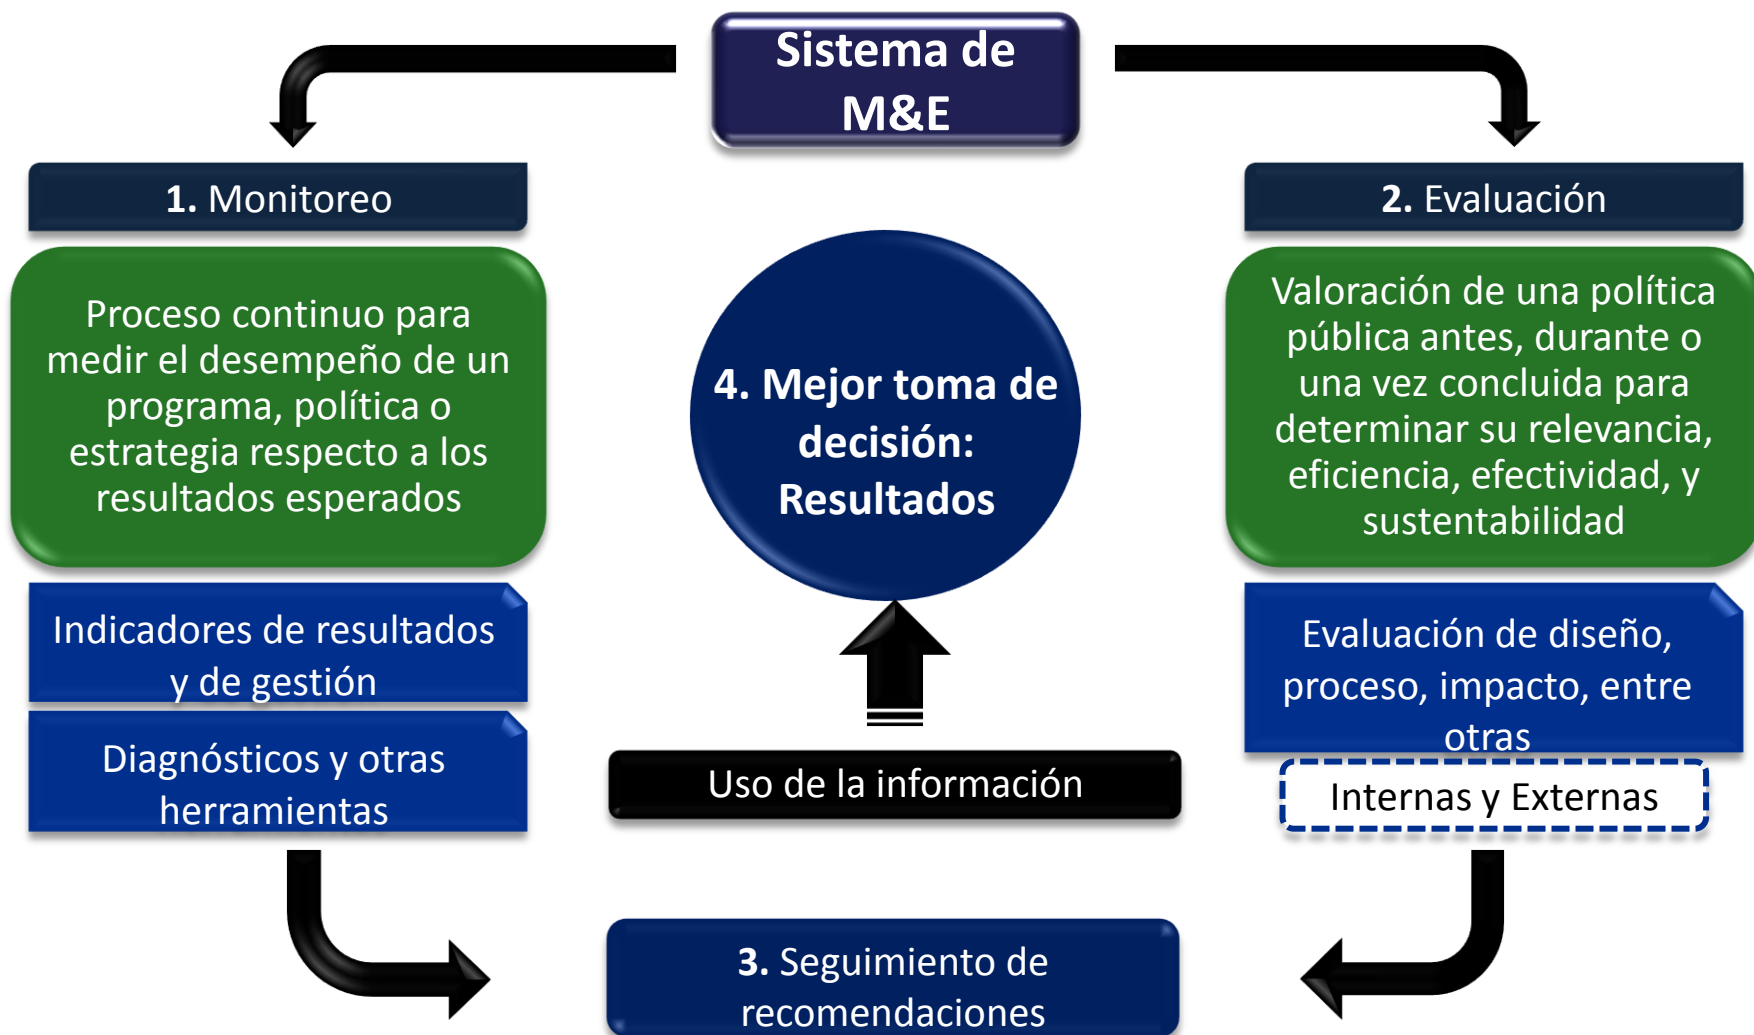 Sistema de
M&E
1. Monitoreo
Proceso continuo para
medir el desempeño de un
programa, política o
estrategia respecto a los
resultados esperados
Indicadores de resultados
y de gestión
Diagnósticos y otras
herramientas
2. Evaluación
Valoración de una política
pública antes, durante o
una vez concluida para
determinar su relevancia,
eficiencia, efectividad, y
sustentabilidad
Evaluación de diseño,
proceso, impacto, entre
otras
Internas y Externas
3. Seguimiento de
recomendaciones
Uso de la información
4. Mejor toma de
decisión:
Resultados